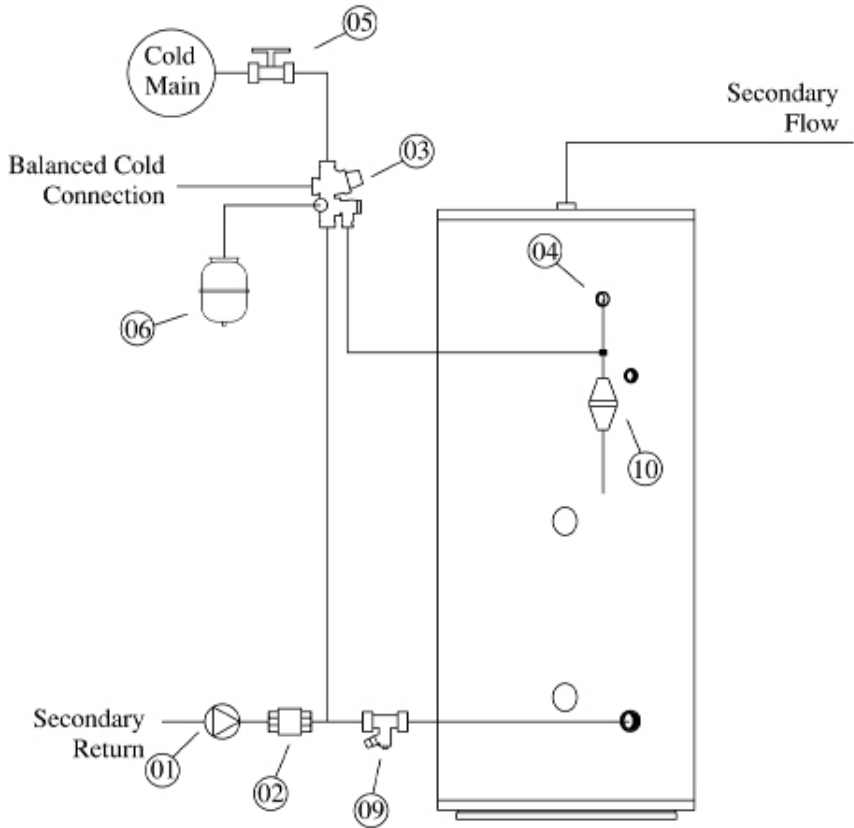 05
Cold
Main
Secondary
Flow
03
Balanced Cold
Connection
04
06
10
Secondary
Return
01
02
09